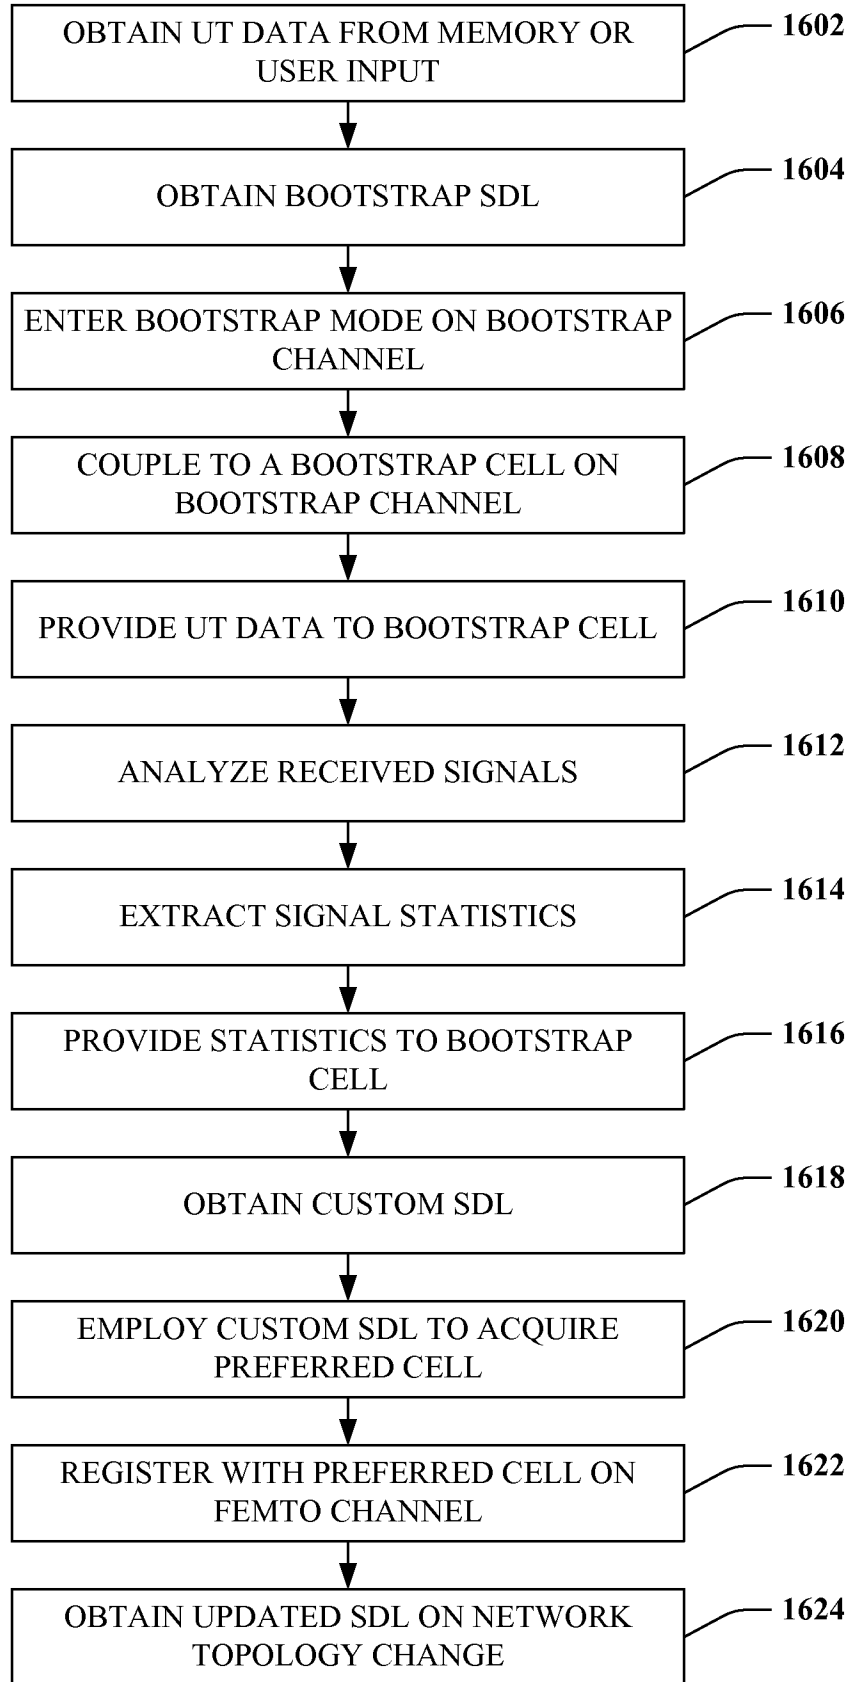 OBTAIN UT DATA FROM MEMORY OR
USER INPUT
1602
OBTAIN BOOTSTRAP SDL
1604
ENTER BOOTSTRAP MODE ON BOOTSTRAP
CHANNEL
1606
COUPLE TO A BOOTSTRAP CELL ON
BOOTSTRAP CHANNEL
1608
PROVIDE UT DATA TO BOOTSTRAP CELL
1610
ANALYZE RECEIVED SIGNALS
1612
EXTRACT SIGNAL STATISTICS
1614
PROVIDE STATISTICS TO BOOTSTRAP
CELL
1616
OBTAIN CUSTOM SDL
1618
EMPLOY CUSTOM SDL TO ACQUIRE
PREFERRED CELL
1620
REGISTER WITH PREFERRED CELL ON
FEMTO CHANNEL
1622
OBTAIN UPDATED SDL ON NETWORK
TOPOLOGY CHANGE
1624